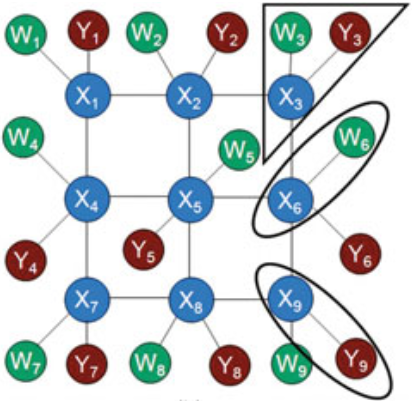 W1 Y1 W2 Y2 W3 Y3
X1 X2 X3
W4 W5 W6
X4 X5 X6
Y4 Y5 Y6
X7 X8 X9
W7 Y7 W8 Y8 W9 Y9